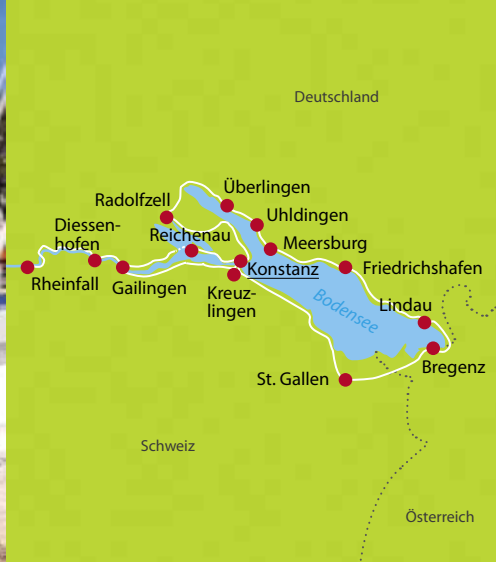 Deutschland
Überlingen
Radolfzell
Uhldingen
Diessen-
hofen
Reichenau
Meersburg
Konstanz
Friedrichshafen
Rheinfall
Gailingen
Kreuz-
lingen
Bodensee
Lindau
Bregenz
St. Gallen
Schweiz
Österreich